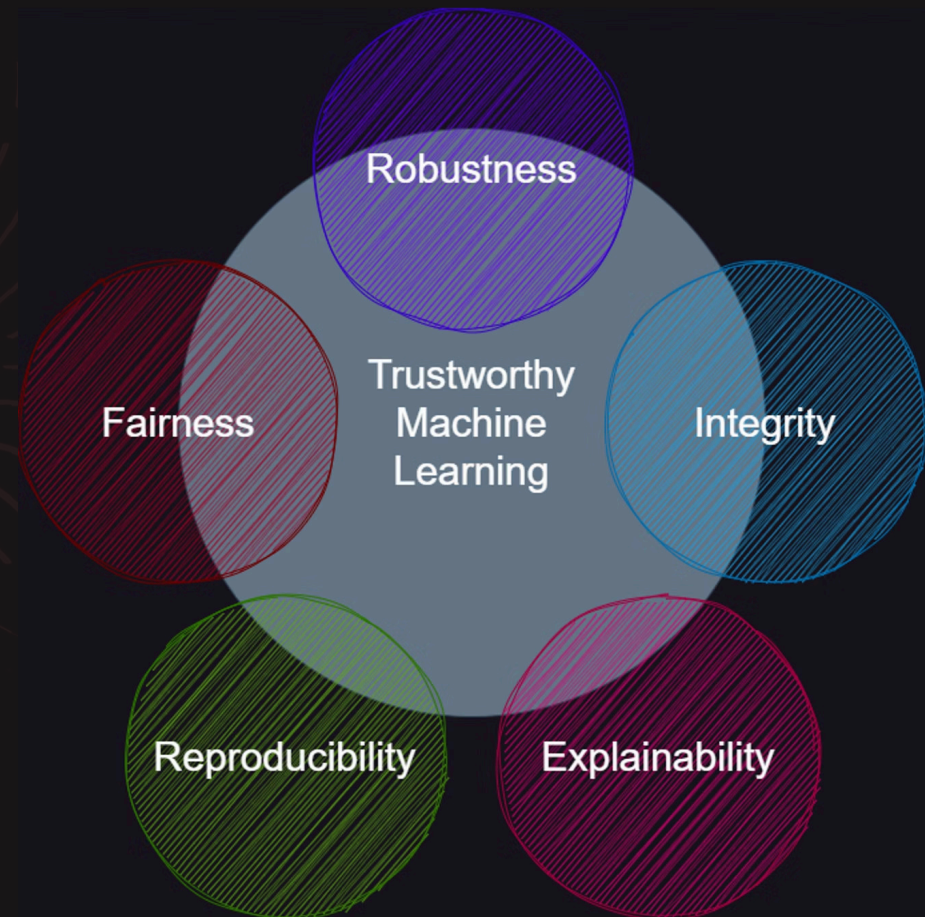 Robustness
Trustworthy
Machine
Learning
Fairness
Integrity
Reproducibility
Explainability